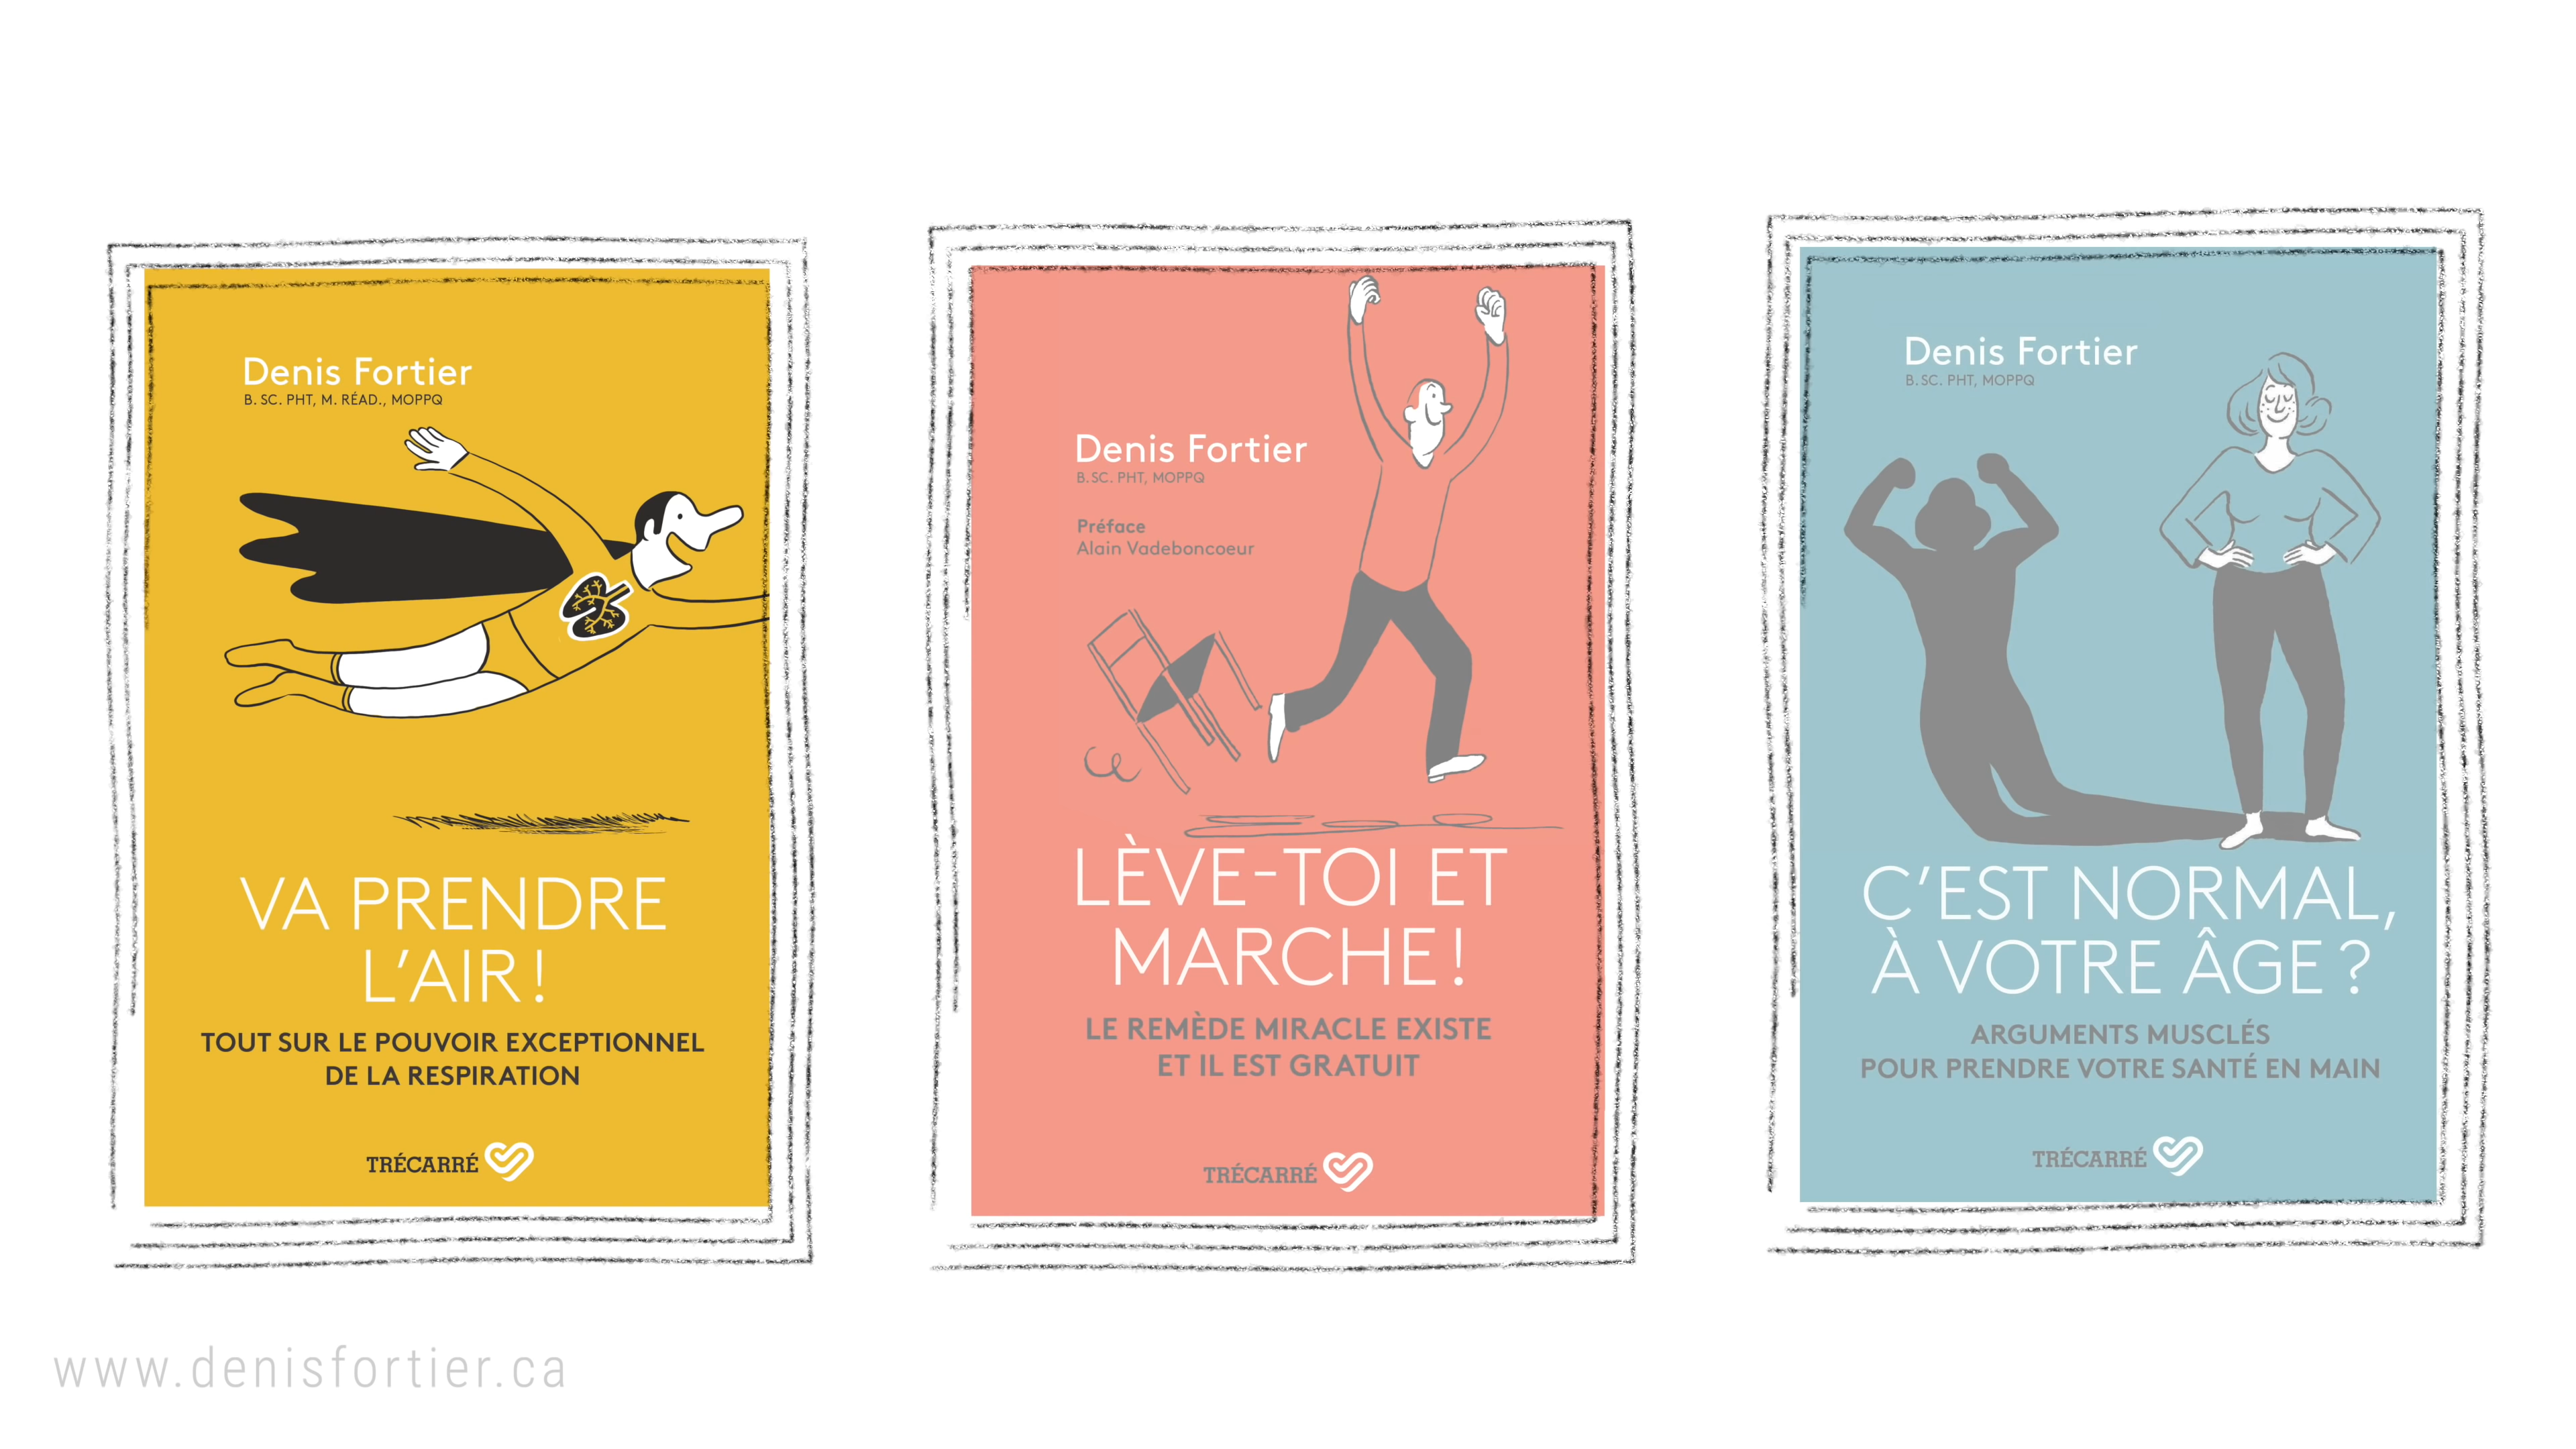 Denis Fortier
B. SC. PHT, M. RÉAD., MOPPQ
VA PRENDRE
L'AIR !
TOUT SUR LE POUVOIR EXCEPTIONNEL
DE LA RESPIRATION
TRÉCARRÉ
Denis Fortier
B. SC. PHT, MOPPQ
Préface
Alain Vadeboncoeur
LÈVE-TOI ET
MARCHE !
LE REMÈDE MIRACLE EXISTE
ET IL EST GRATUIT
TRÉCARRÉ
Denis Fortier
B. SC. PHT, MOPPQ
C'EST NORMAL,
À VOTRE ÂGE ?
ARGUMENTS MUSCLÉS
POUR PRENDRE VOTRE SANTÉ EN MAIN
TRÉCARRÉ
www.denisfortier.ca